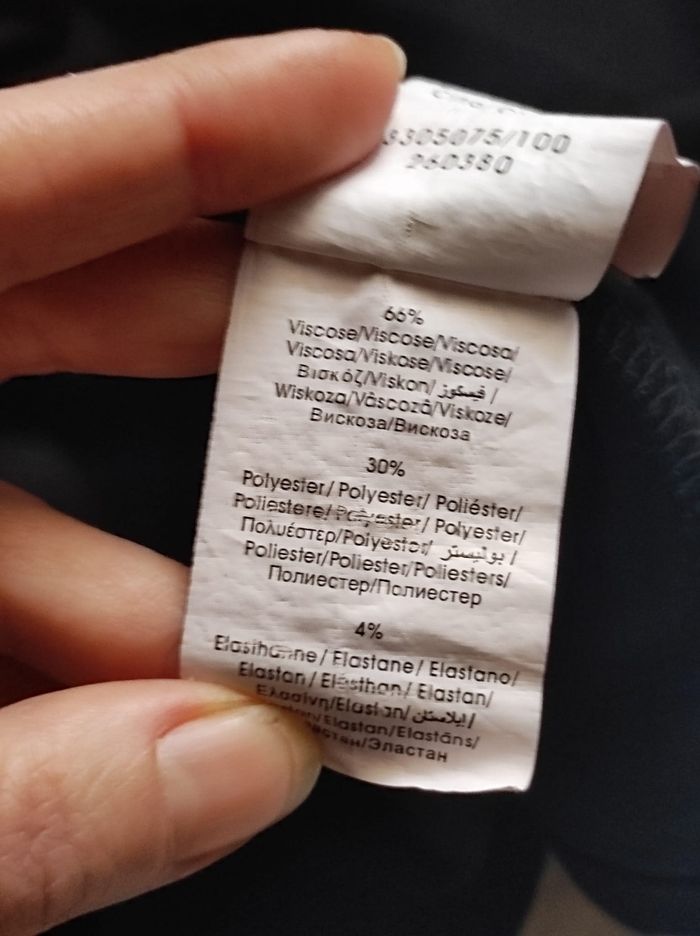 3305075/100
260380
66%
Viscose/Viscose/Viscosa/
Viscosa/Viskose/Viscose/
Βισκόζ/Viskon/ فسكوز /
Wiskoza/Vâscoză/Viskoze/
Вискоза/Вискоза
30%
Polyester/ Polyester/ Poliéster/
Poliestere/ Polyester/ Polyester/
Πολυέστερ/Polyester/ بوليستر /
Poliester/Poliester/Poliesters/
Полиестер/Полиестер
4%
Elasthanne/ Elastane/ Elastano/
Elastan/ Elasthan/ Elastan/
Ελαστίνη/Elastan/ إيلاستان /
Elastan/Elastāns/
/Эластан